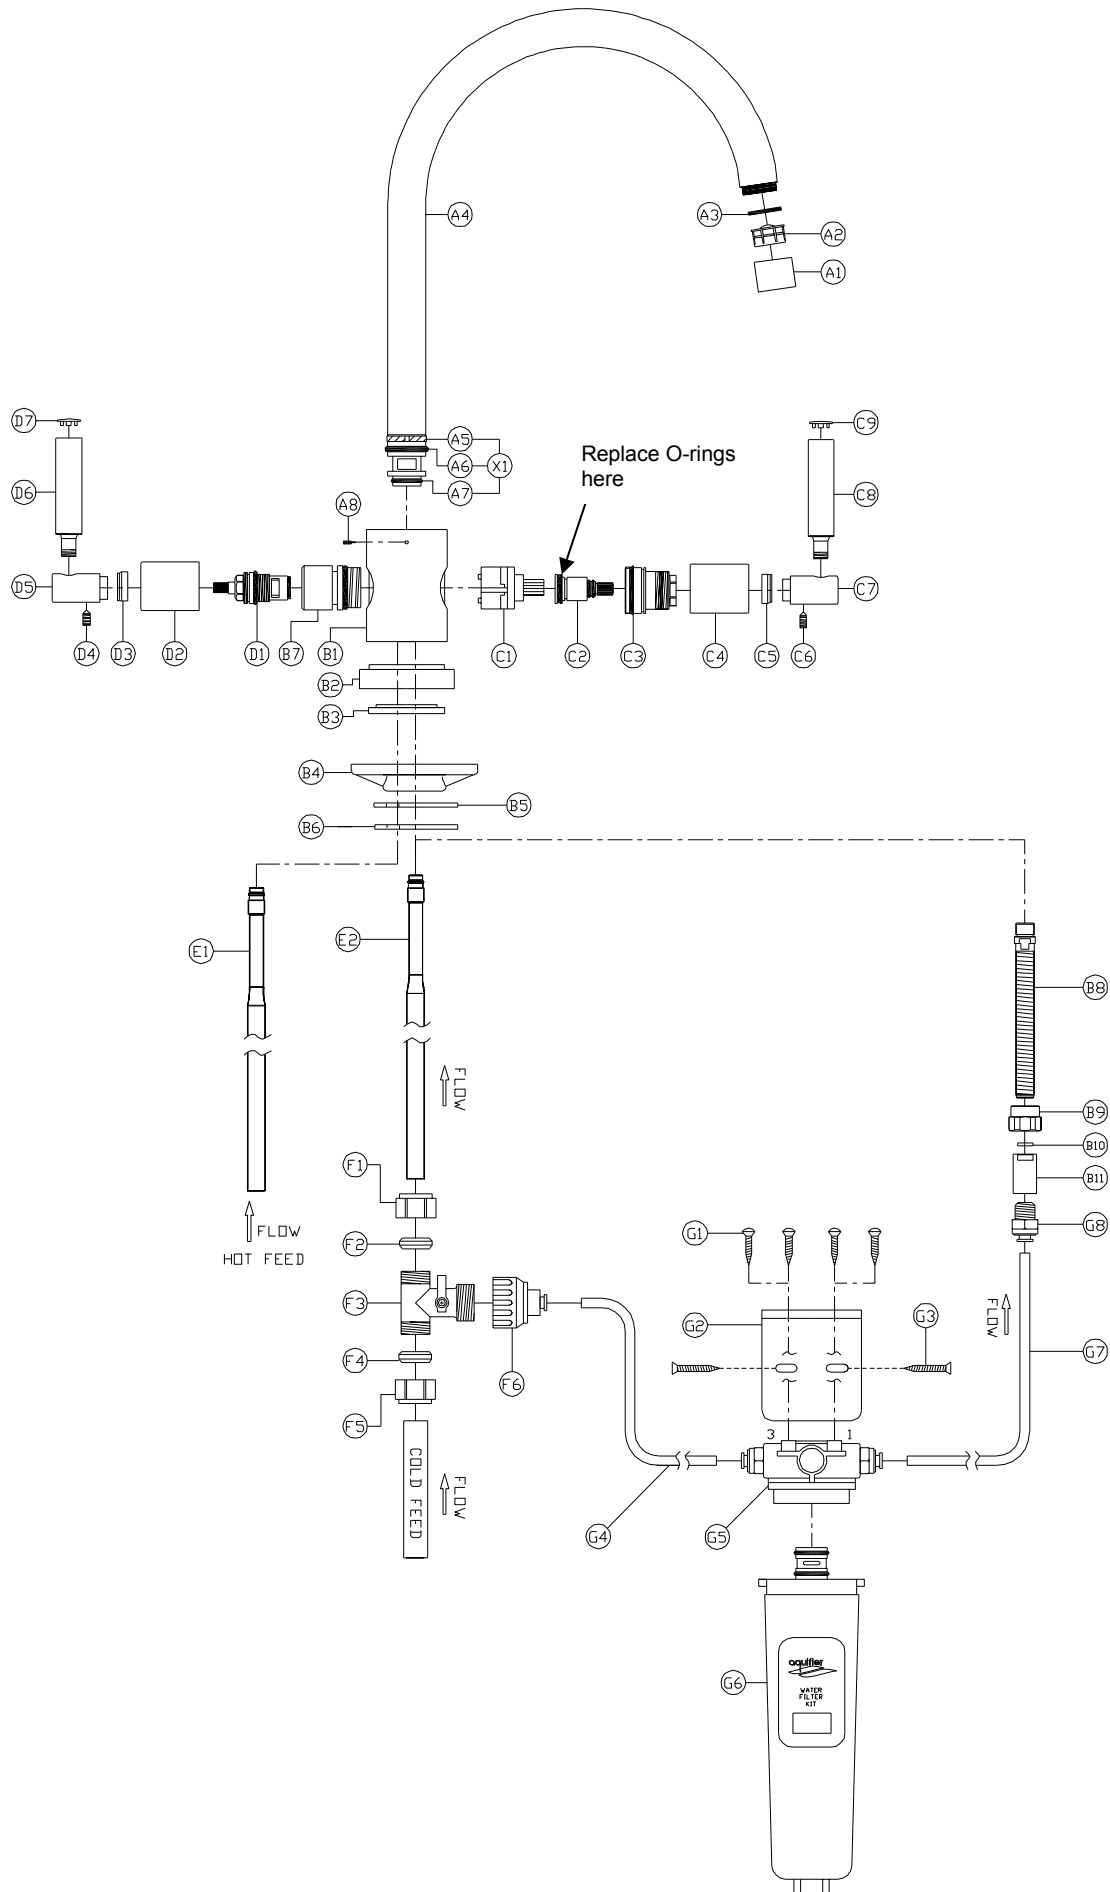 A4
A3
A2
A1
D7
C9
A5
A6
X1
A7
Replace O-rings
here
D6
A8
C8
D5
C7
D4
D3
D2
D1
B7
B1
C1
C2
C3
C4
C5
C6
B2
B3
B4
B5
B6
E1
E2
B8
FLOW
B9
B10
B11
F1
FLOW
HOT FEED
F2
G1
G8
F3
G2
G3
FLOW
F4
F6
G7
F5
3
1
COLD FEED
FLOW
G4
G5
aquifier
WATER
FILTER
KIT
G6